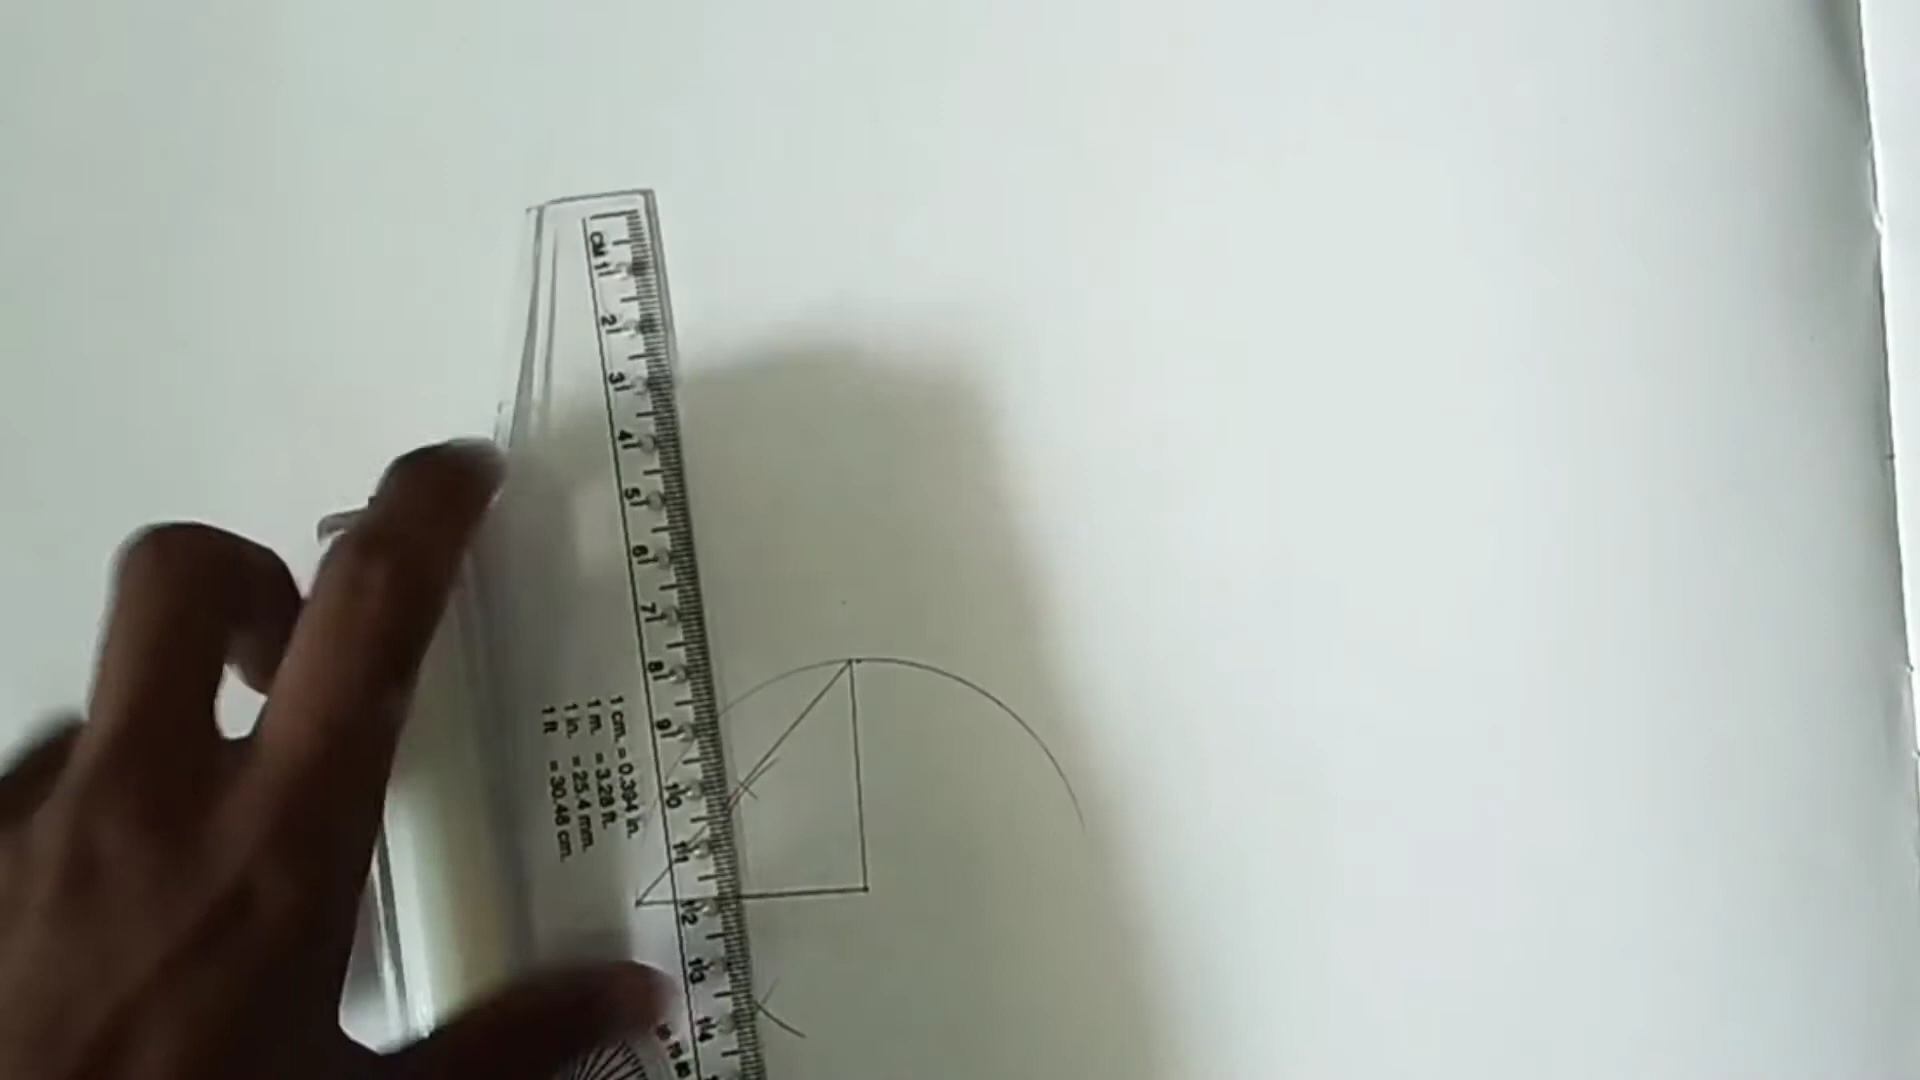 CM 1 2 3 4 5 6 7 8 9 10 11 12 13 14
1 cm. = 0.394 in.
1 m. = 3.28 ft.
1 in. = 25.4 mm.
1 ft = 30.48 cm.